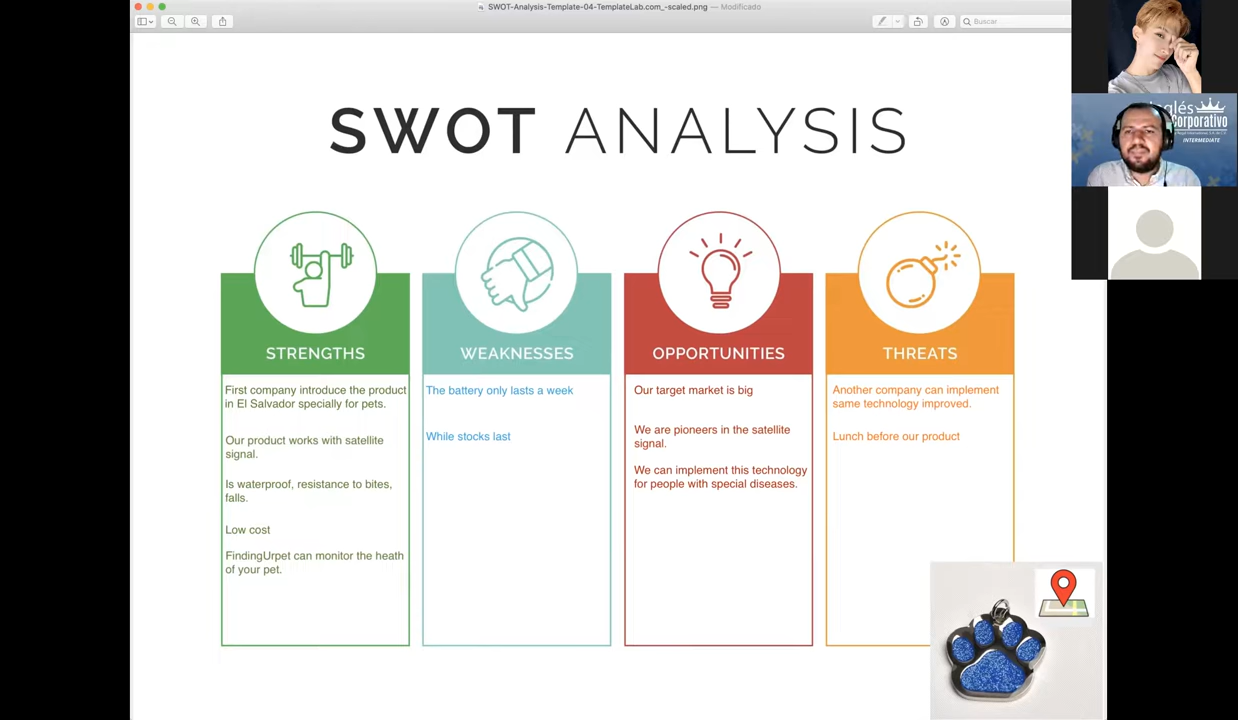 SWOT-Analysis-Template-04-TemplateLab.com_-scaled.png — Modificado
Buscar
SWOT ANALYSIS
STRENGTHS
First company introduce the product
in El Salvador specially for pets.
Our product works with satellite
signal.
Is waterproof, resistance to bites,
falls.
Low cost
FindingUrpet can monitor the heath
of your pet.
WEAKNESSES
The battery only lasts a week
While stocks last
OPPORTUNITIES
Our target market is big
We are pioneers in the satellite
signal.
We can implement this technology
for people with special diseases.
THREATS
Another company can implement
same technology improved.
Lunch before our product
corporativo
INTERMEDIATE